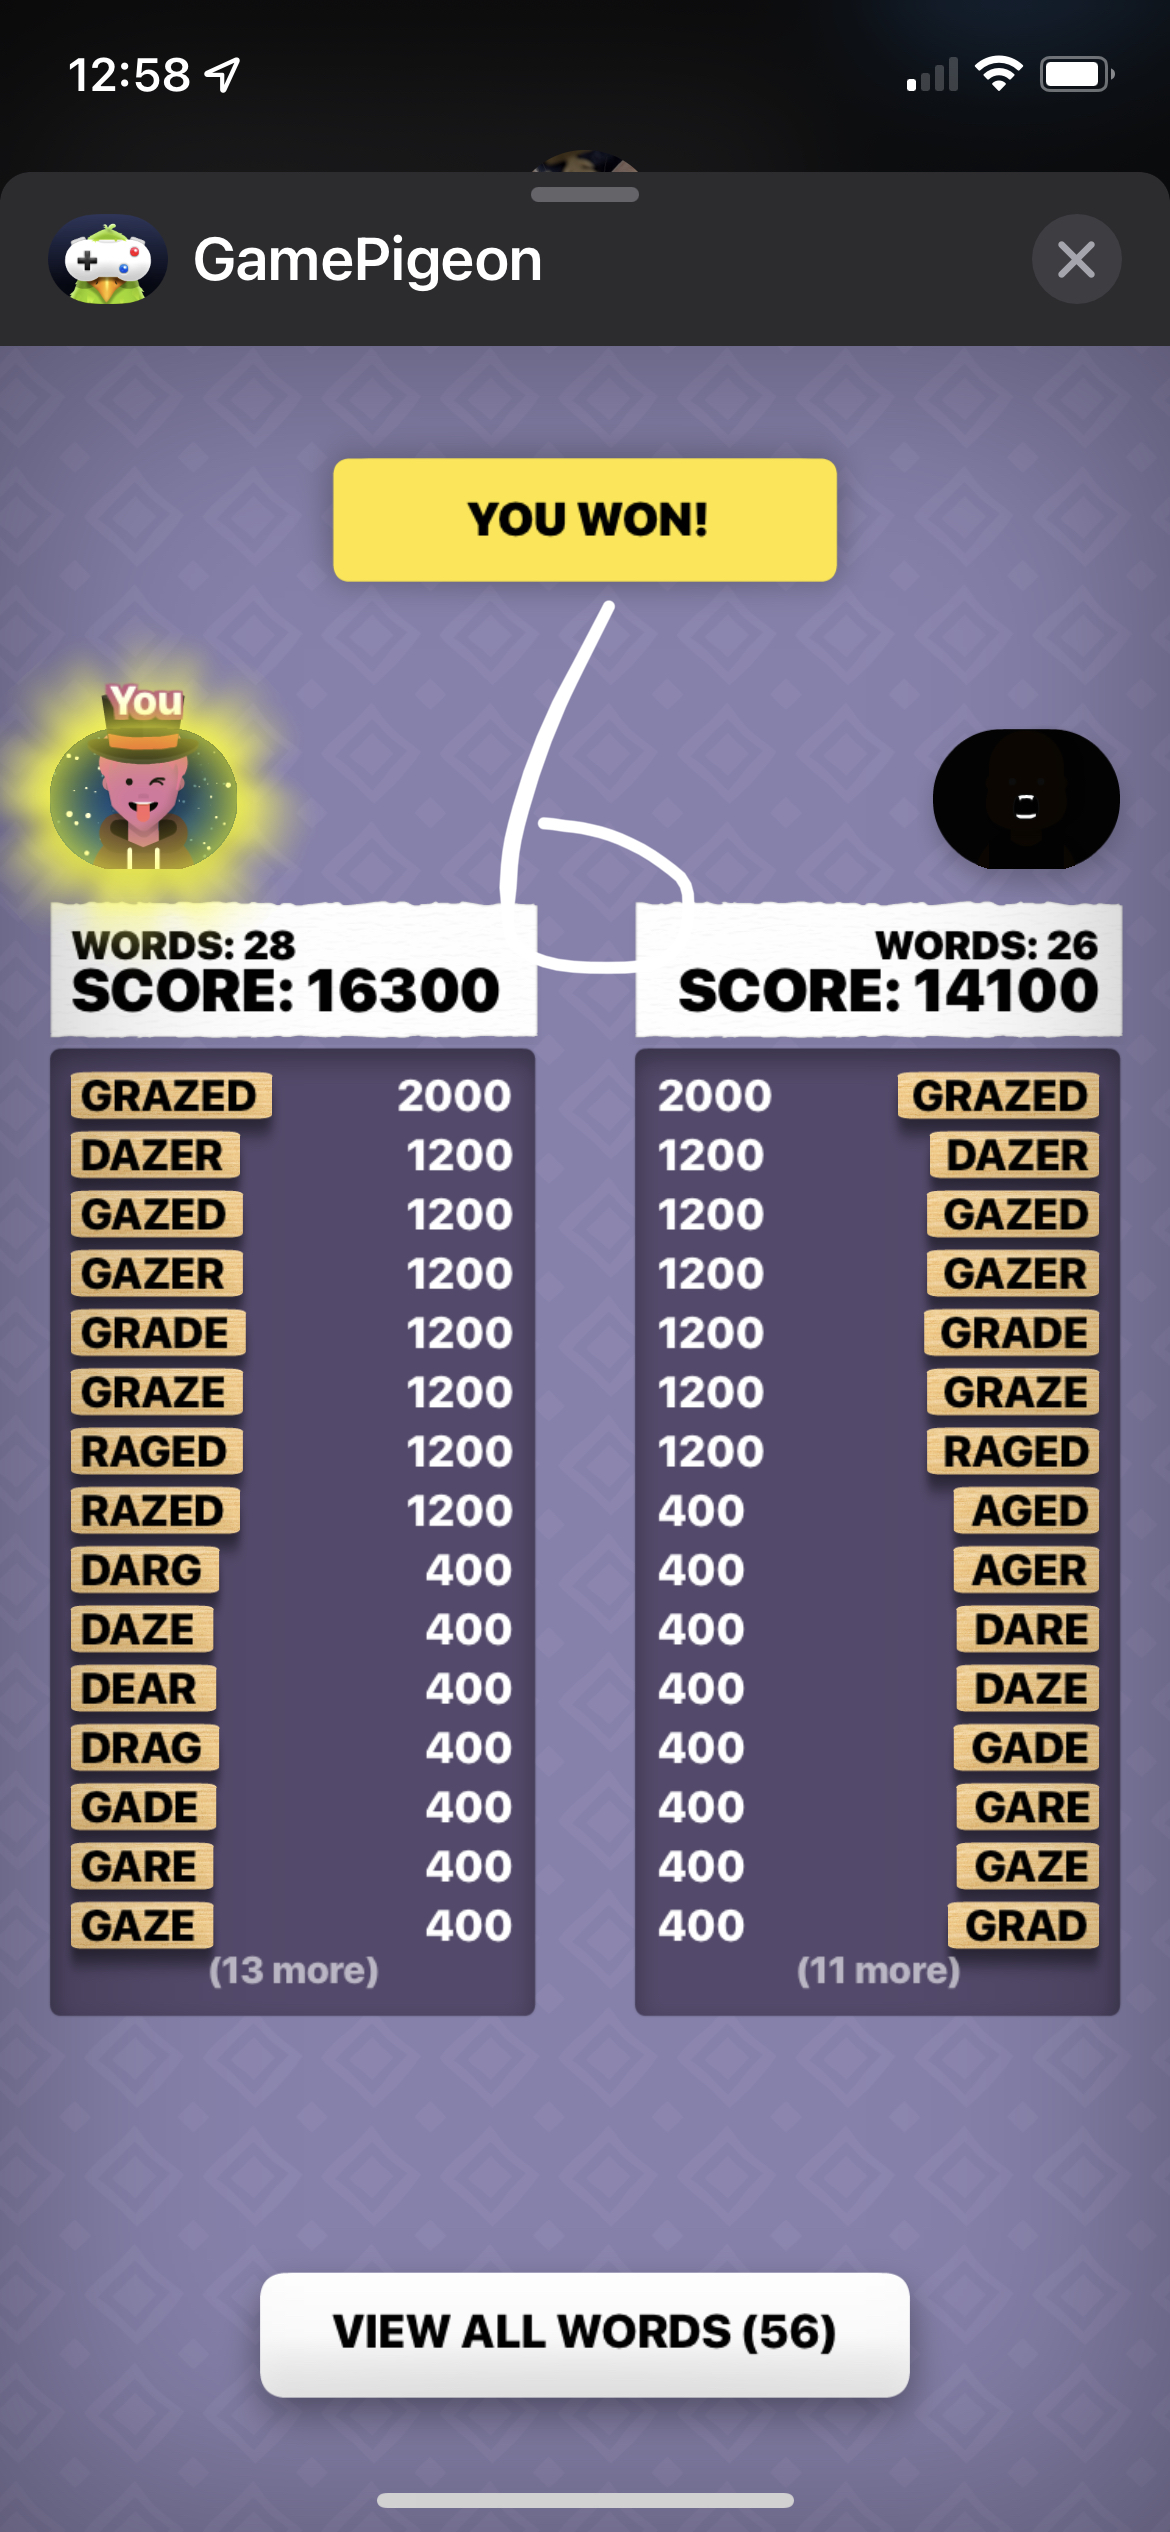 12:58
GamePigeon
YOU WON!
You
6
WORDS: 28
SCORE: 16300
WORDS: 26
SCORE: 14100
GRAZED 2000
DAZER 1200
GAZED 1200
GAZER 1200
GRADE 1200
GRAZE 1200
RAGED 1200
RAZED 1200
DARG 400
DAZE 400
DEAR 400
DRAG 400
GADE 400
GARE 400
GAZE 400
(13 more)
2000 GRAZED
1200 DAZER
1200 GAZED
1200 GAZER
1200 GRADE
1200 GRAZE
1200 RAGED
400 AGED
400 AGER
400 DARE
400 DAZE
400 GADE
400 GARE
400 GAZE
400 GRAD
(11 more)
VIEW ALL WORDS (56)